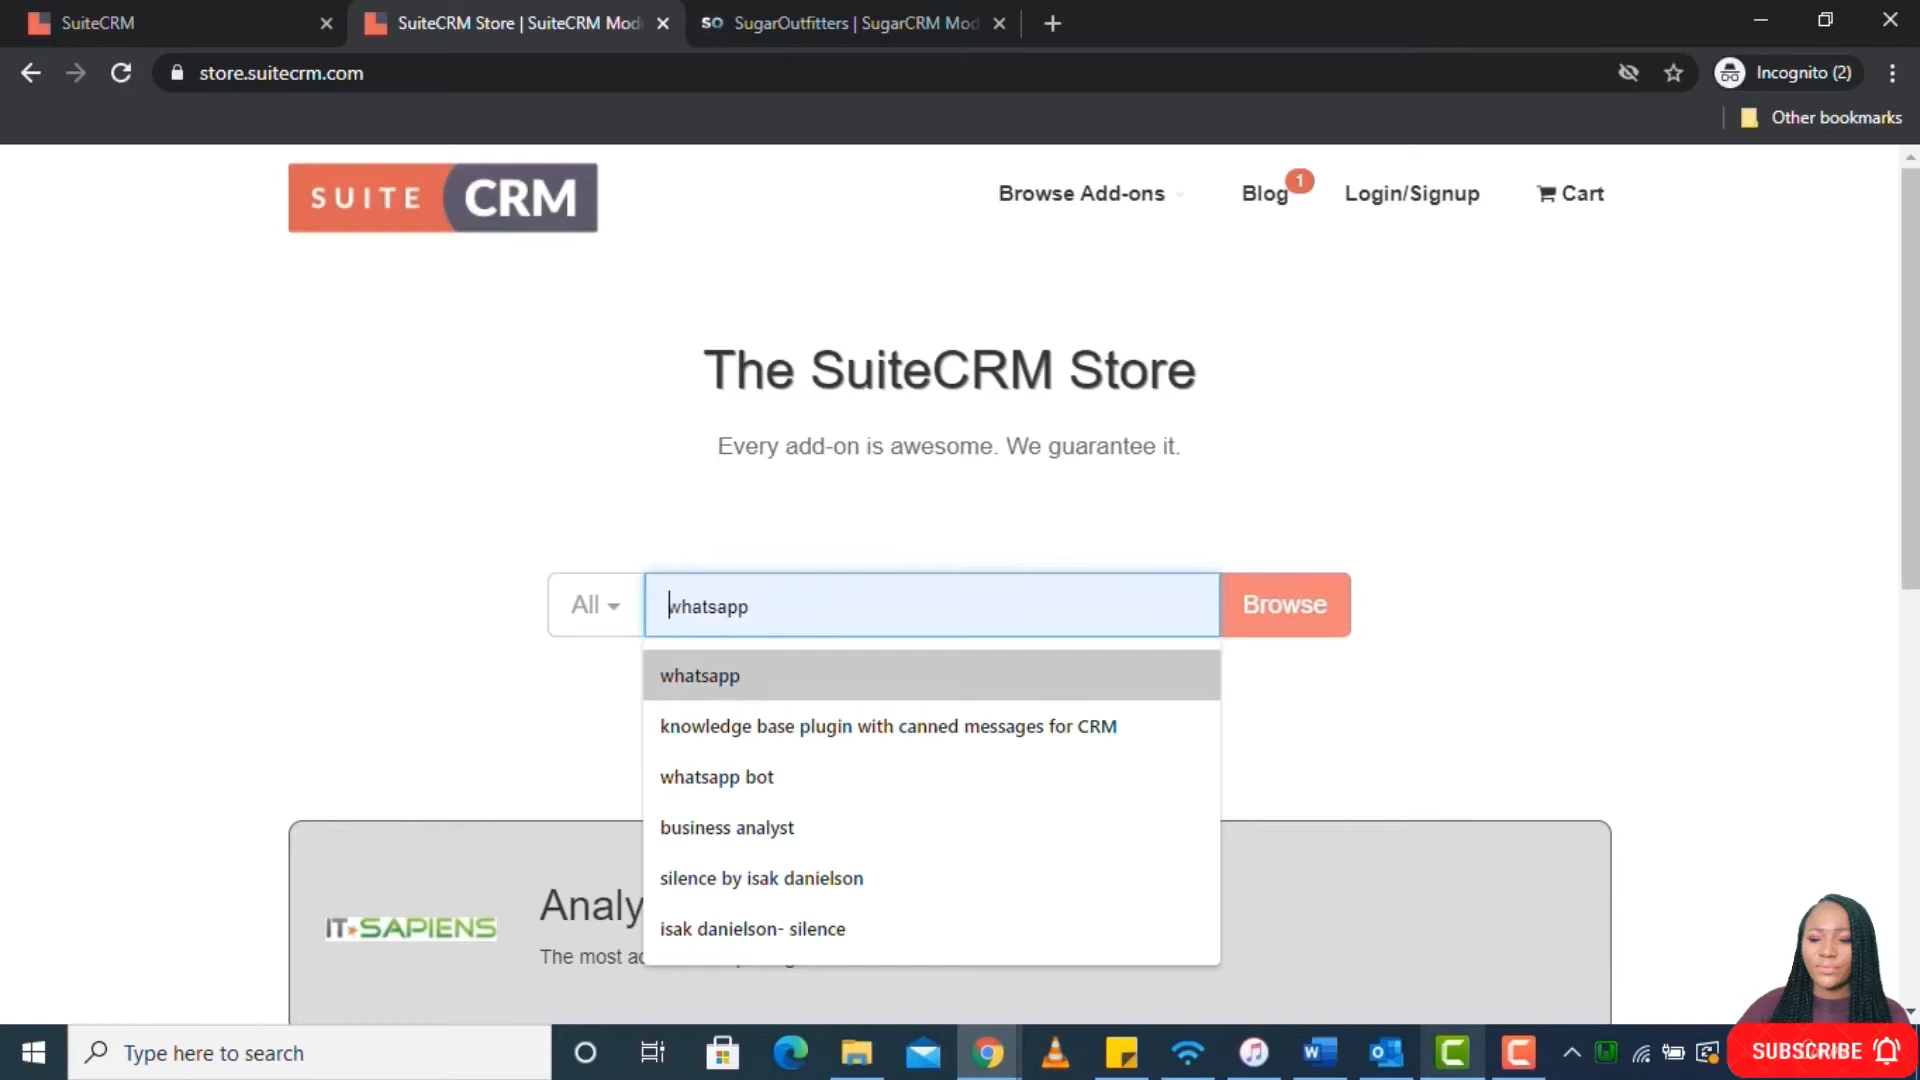 SuiteCRM
SuiteCRM Store | SuiteCRM Mod
SO SugarOutfitters | SugarCRM Mod
store.suitecrm.com
Incognito (2)
Other bookmarks
SUITE CRM
Browse Add-ons
Blog 1
Login/Signup
Cart
The SuiteCRM Store
Every add-on is awesome. We guarantee it.
All
whatsapp
Browse
whatsapp
knowledge base plugin with canned messages for CRM
whatsapp bot
business analyst
silence by isak danielson
isak danielson- silence
IT SAPIENS
Analy
The most
Type here to search
SUBSCRIBE